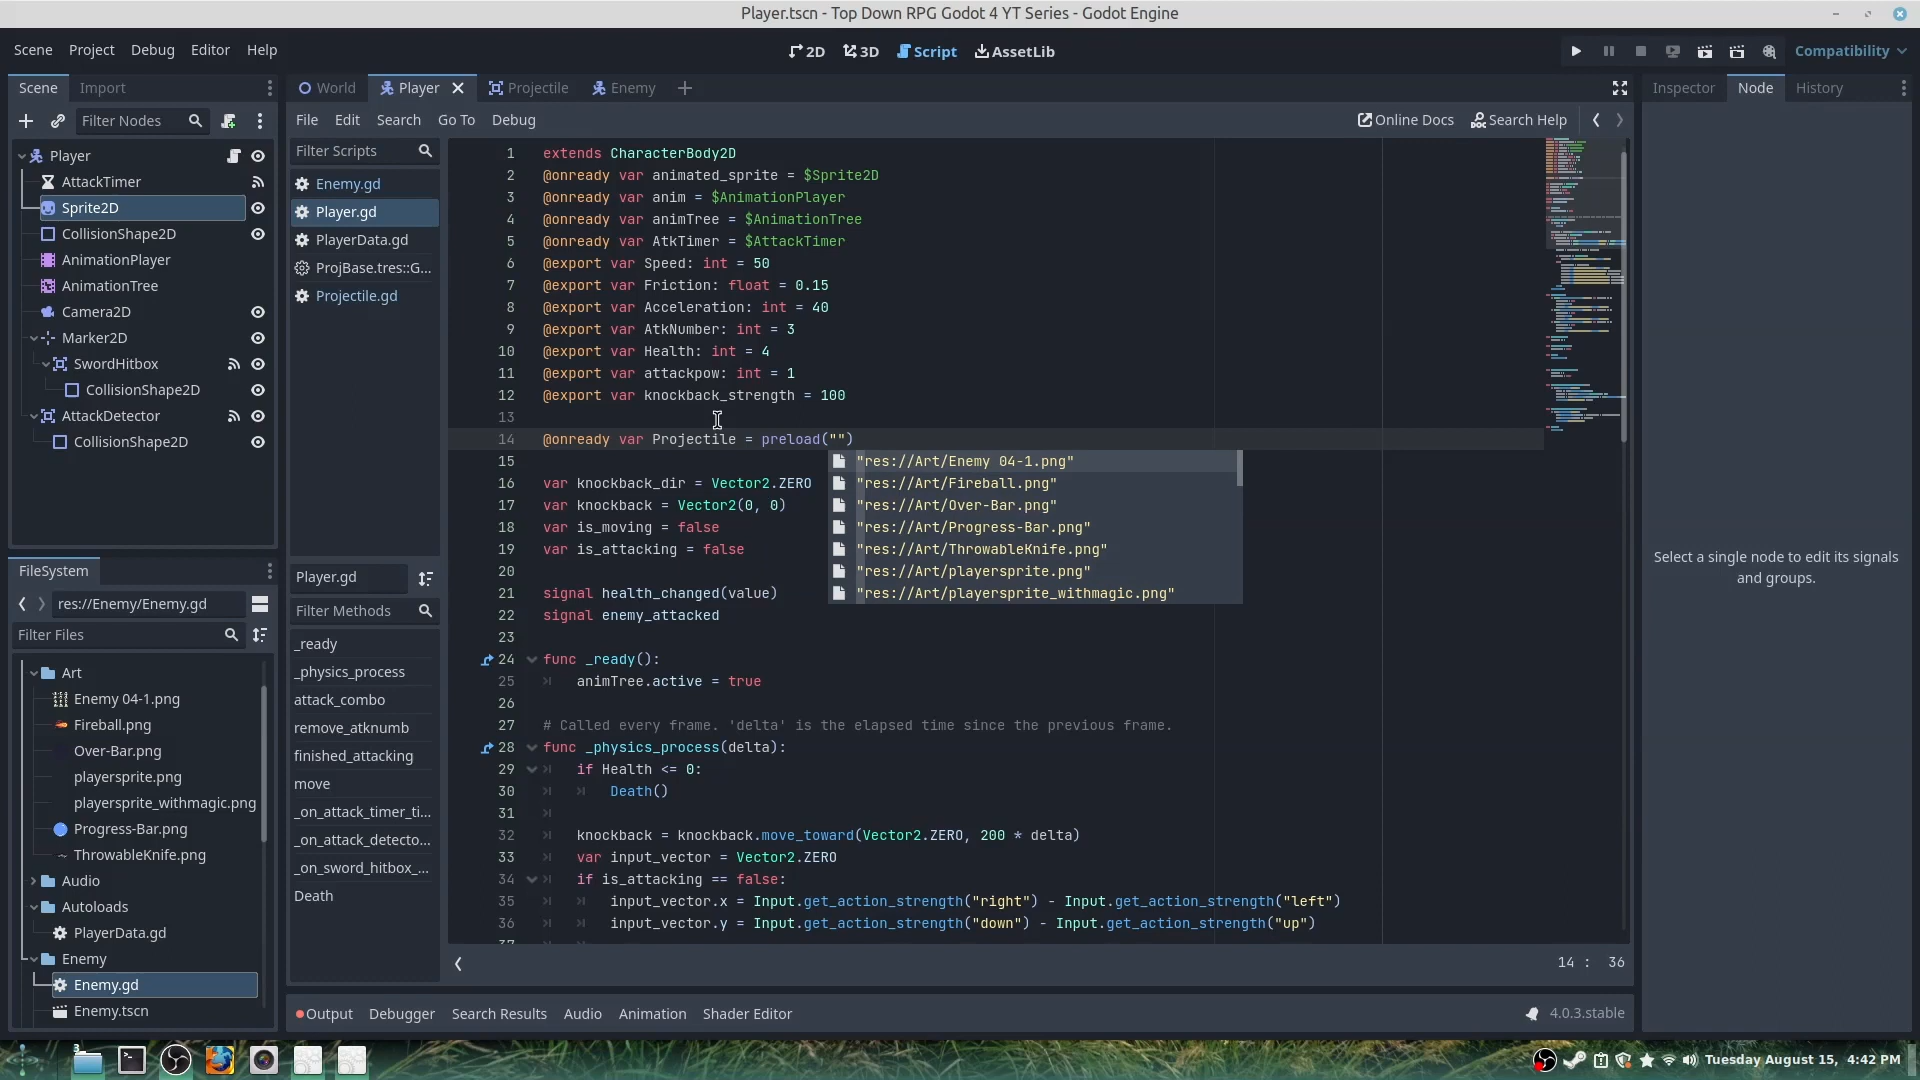 Player.tscn - Top Down RPG Godot 4 YT Series - Godot Engine
Scene Project Debug Editor Help
2D 3D Script AssetLib
Compatibility
Scene Import
World Player Projectile Enemy
Inspector Node History
Filter Nodes
File Edit Search Go To Debug
Online Docs Search Help
Player
AttackTimer
Sprite2D
CollisionShape2D
AnimationPlayer
AnimationTree
Camera2D
Marker2D
SwordHitbox
CollisionShape2D
AttackDetector
CollisionShape2D
Filter Scripts
Enemy.gd
Player.gd
PlayerData.gd
ProjBase.tres::G...
Projectile.gd
Player.gd
Filter Methods
_ready
_physics_process
attack_combo
remove_atknumb
finished_attacking
move
_on_attack_timer_ti...
_on_attack_detecto...
_on_sword_hitbox_...
Death
1 extends CharacterBody2D
2 @onready var animated_sprite = $Sprite2D
3 @onready var anim = $AnimationPlayer
4 @onready var animTree = $AnimationTree
5 @onready var AtkTimer = $AttackTimer
6 @export var Speed: int = 50
7 @export var Friction: float = 0.15
8 @export var Acceleration: int = 40
9 @export var AtkNumber: int = 3
10 @export var Health: int = 4
11 @export var attackpow: int = 1
12 @export var knockback_strength = 100
13
14 @onready var Projectile = preload("")
15
16 var knockback_dir = Vector2.ZERO
17 var knockback = Vector2(0, 0)
18 var is_moving = false
19 var is_attacking = false
20
21 signal health_changed(value)
22 signal enemy_attacked
23
24 func _ready():
25 animTree.active = true
26
27 # Called every frame. 'delta' is the elapsed time since the previous frame.
28 func _physics_process(delta):
29 if Health <= 0:
30 Death()
31
32 knockback = knockback.move_toward(Vector2.ZERO, 200 * delta)
33 var input_vector = Vector2.ZERO
34 if is_attacking == false:
35 input_vector.x = Input.get_action_strength("right") - Input.get_action_strength("left")
36 input_vector.y = Input.get_action_strength("down") - Input.get_action_strength("up")
37
"res://Art/Enemy 04-1.png"
"res://Art/Fireball.png"
"res://Art/Over-Bar.png"
"res://Art/Progress-Bar.png"
"res://Art/ThrowableKnife.png"
"res://Art/playersprite.png"
"res://Art/playersprite_withmagic.png"
Select a single node to edit its signals
and groups.
FileSystem
res://Enemy/Enemy.gd
Filter Files
Art
Enemy 04-1.png
Fireball.png
Over-Bar.png
playersprite.png
playersprite_withmagic.png
Progress-Bar.png
ThrowableKnife.png
Audio
Autoloads
PlayerData.gd
Enemy
Enemy.gd
Enemy.tscn
14 : 36
Output Debugger Search Results Audio Animation Shader Editor
4.0.3.stable
3
Tuesday August 15, 4:42 PM